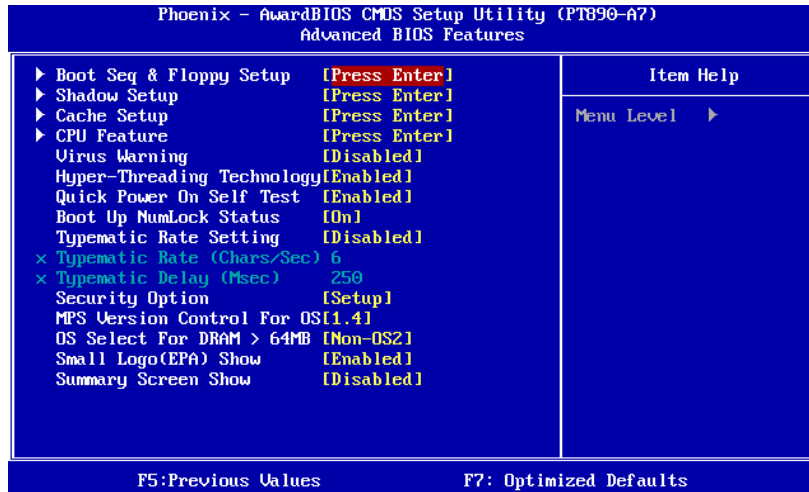 Phoenix - AwardBIOS CMOS Setup Utility (PT890-A7)
Advanced BIOS Features
Boot Seq & Floppy Setup [Press Enter]
Shadow Setup [Press Enter]
Cache Setup [Press Enter]
CPU Feature [Press Enter]
Virus Warning [Disabled]
Hyper-Threading Technology[Enabled]
Quick Power On Self Test [Enabled]
Boot Up NumLock Status [On]
Typematic Rate Setting [Disabled]
x Typematic Rate (Chars/Sec) 6
x Typematic Delay (Msec) 250
Security Option [Setup]
MPS Version Control For OS[1.4]
OS Select For DRAM > 64MB [Non-OS2]
Small Logo(EPA) Show [Enabled]
Summary Screen Show [Disabled]
Item Help
Menu Level
F5:Previous Values F7: Optimized Defaults